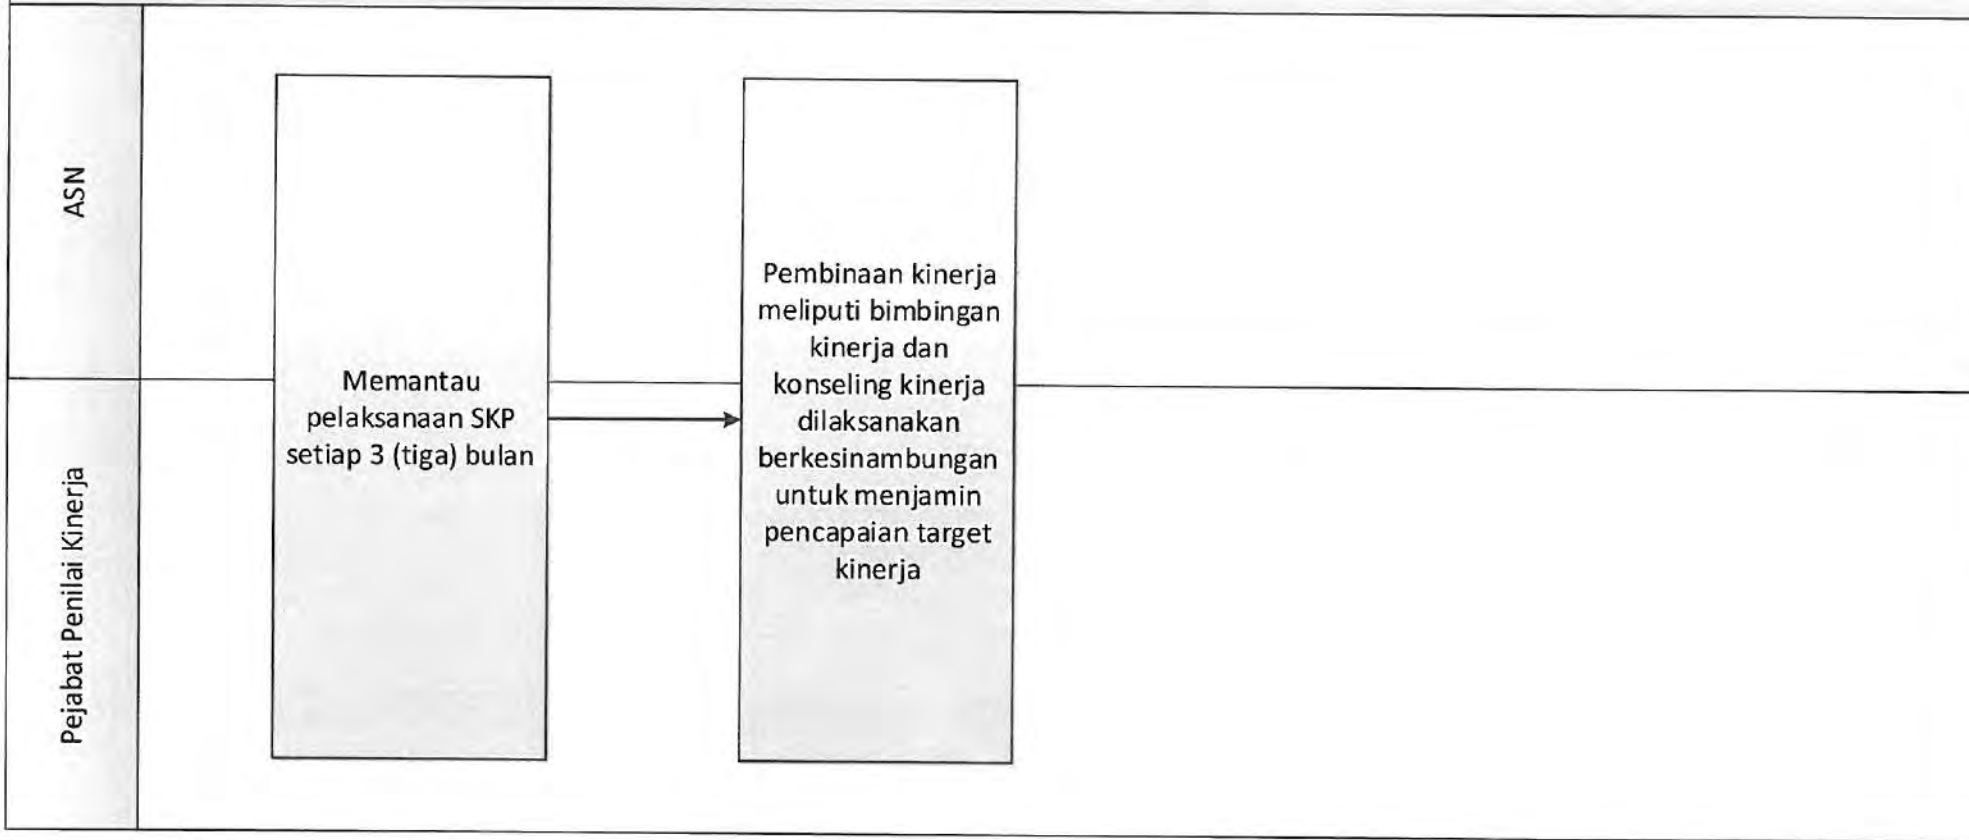 ASN
Pejabat Penilai Kinerja
Memantau
pelaksanaan SKP
setiap 3 (tiga) bulan
Pembinaan kinerja
meliputi bimbingan
kinerja dan
konseling kinerja
dilaksanakan
berkesinambungan
untuk menjamin
pencapaian target
kinerja